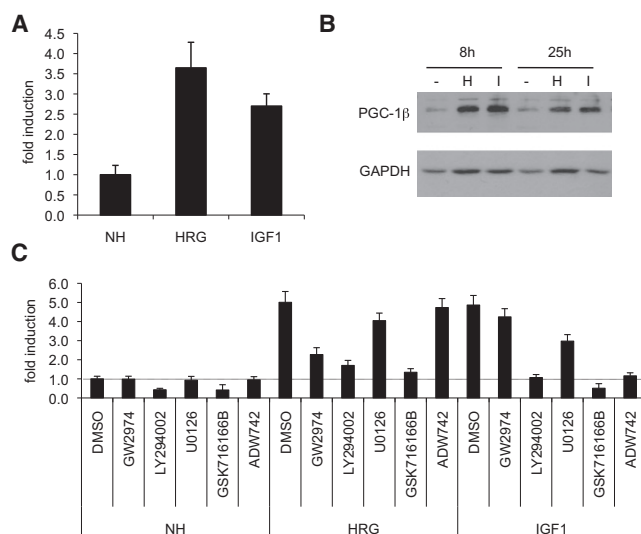 A
fold induction
4.5
4.0
3.5
3.0
2.5
2.0
1.5
1.0
0.5
0.0
NH HRG IGF1
B
8h 25h
- H I - H I
PGC-1β
GAPDH
C
fold induction
6.0
5.0
4.0
3.0
2.0
1.0
0.0
DMSO
GW2974
LY294002
U0126
GSK716166B
ADW742
DMSO
GW2974
LY294002
U0126
GSK716166B
ADW742
DMSO
GW2974
LY294002
U0126
GSK716166B
ADW742
NH HRG IGF1